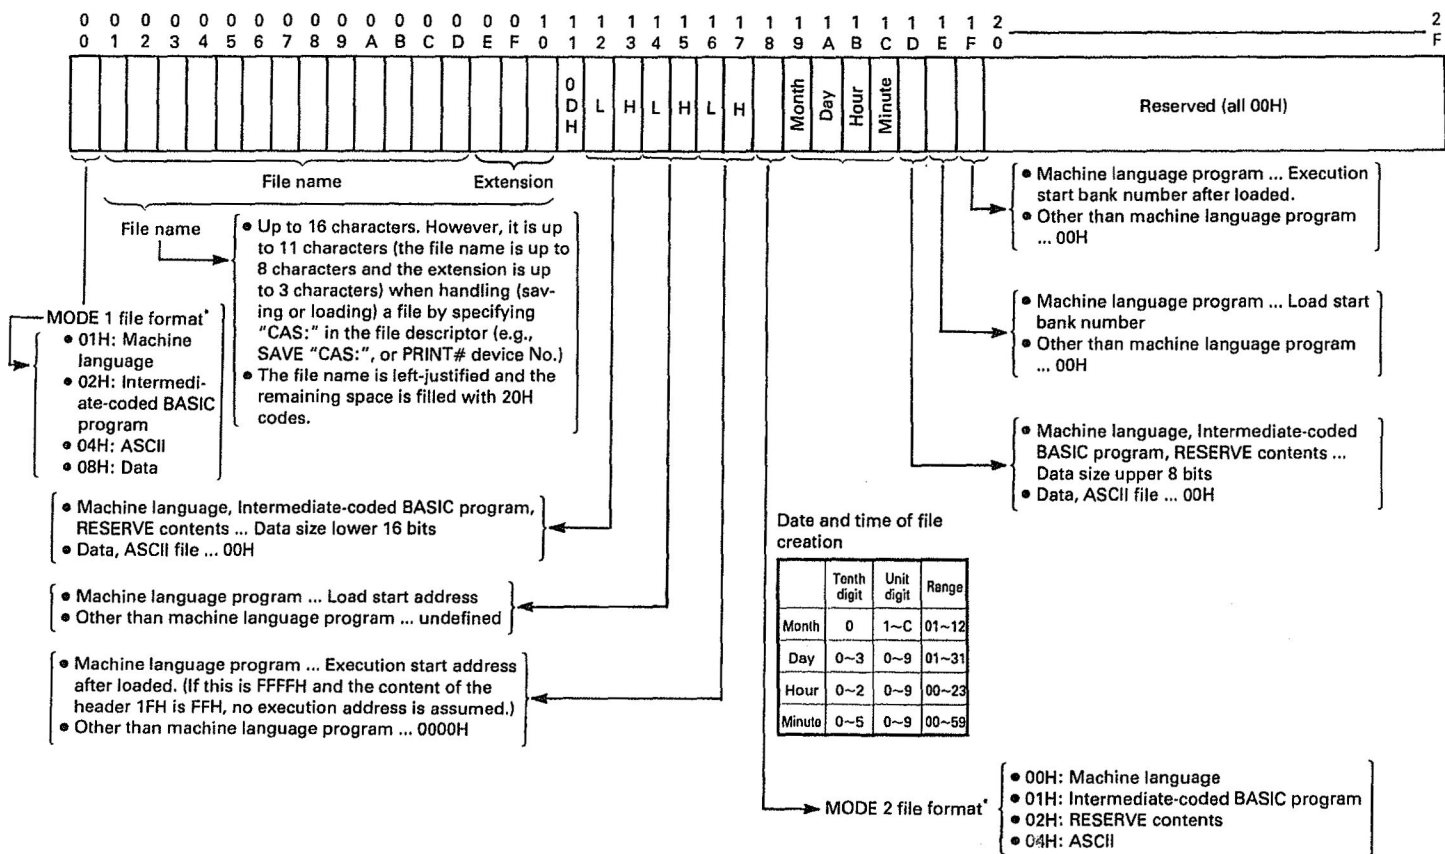 0 0 0 0 0 0 0 0 0 0 0 0 0 0 0 0 1 1 1 1 1 1 1 1 1 1 1 1 1 1 1 1 2 2
0 1 2 3 4 5 6 7 8 9 A B C D E F 0 1 2 3 4 5 6 7 8 9 A B C D E F 0 F
0DH L H L H L H Month Day Hour Minute Reserved (all 00H)
File name Extension
File name
• Up to 16 characters. However, it is up
to 11 characters (the file name is up to
8 characters and the extension is up
to 3 characters) when handling (sav-
ing or loading) a file by specifying
"CAS:" in the file descriptor (e.g.,
SAVE "CAS:", or PRINT# device No.)
• The file name is left-justified and the
remaining space is filled with 20H
codes.
MODE 1 file format*
• 01H: Machine
language
• 02H: Intermedi-
ate-coded BASIC
program
• 04H: ASCII
• 08H: Data
• Machine language program ... Execution
start bank number after loaded.
• Other than machine language program
... 00H
• Machine language program ... Load start
bank number
• Other than machine language program
... 00H
• Machine language, Intermediate-coded
BASIC program, RESERVE contents ...
Data size upper 8 bits
• Data, ASCII file ... 00H
• Machine language, Intermediate-coded BASIC program,
RESERVE contents ... Data size lower 16 bits
• Data, ASCII file ... 00H
• Machine language program ... Load start address
• Other than machine language program ... undefined
• Machine language program ... Execution start address
after loaded. (If this is FFFFH and the content of the
header 1FH is FFH, no execution address is assumed.)
• Other than machine language program ... 0000H
Date and time of file
creation
Tenth digit Unit digit Range
Month 0 1~C 01~12
Day 0~3 0~9 01~31
Hour 0~2 0~9 00~23
Minute 0~5 0~9 00~59
MODE 2 file format*
• 00H: Machine language
• 01H: Intermediate-coded BASIC program
• 02H: RESERVE contents
• 04H: ASCII